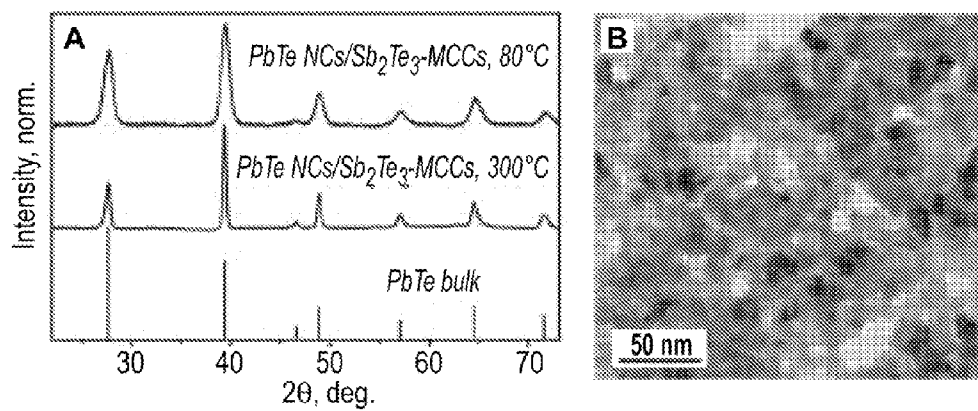 A
PbTe NCs/Sb2Te3-MCCs, 80°C
PbTe NCs/Sb2Te3-MCCs, 300°C
PbTe bulk
Intensity, norm.
30 40 50 60 70
2θ, deg.
B
50 nm